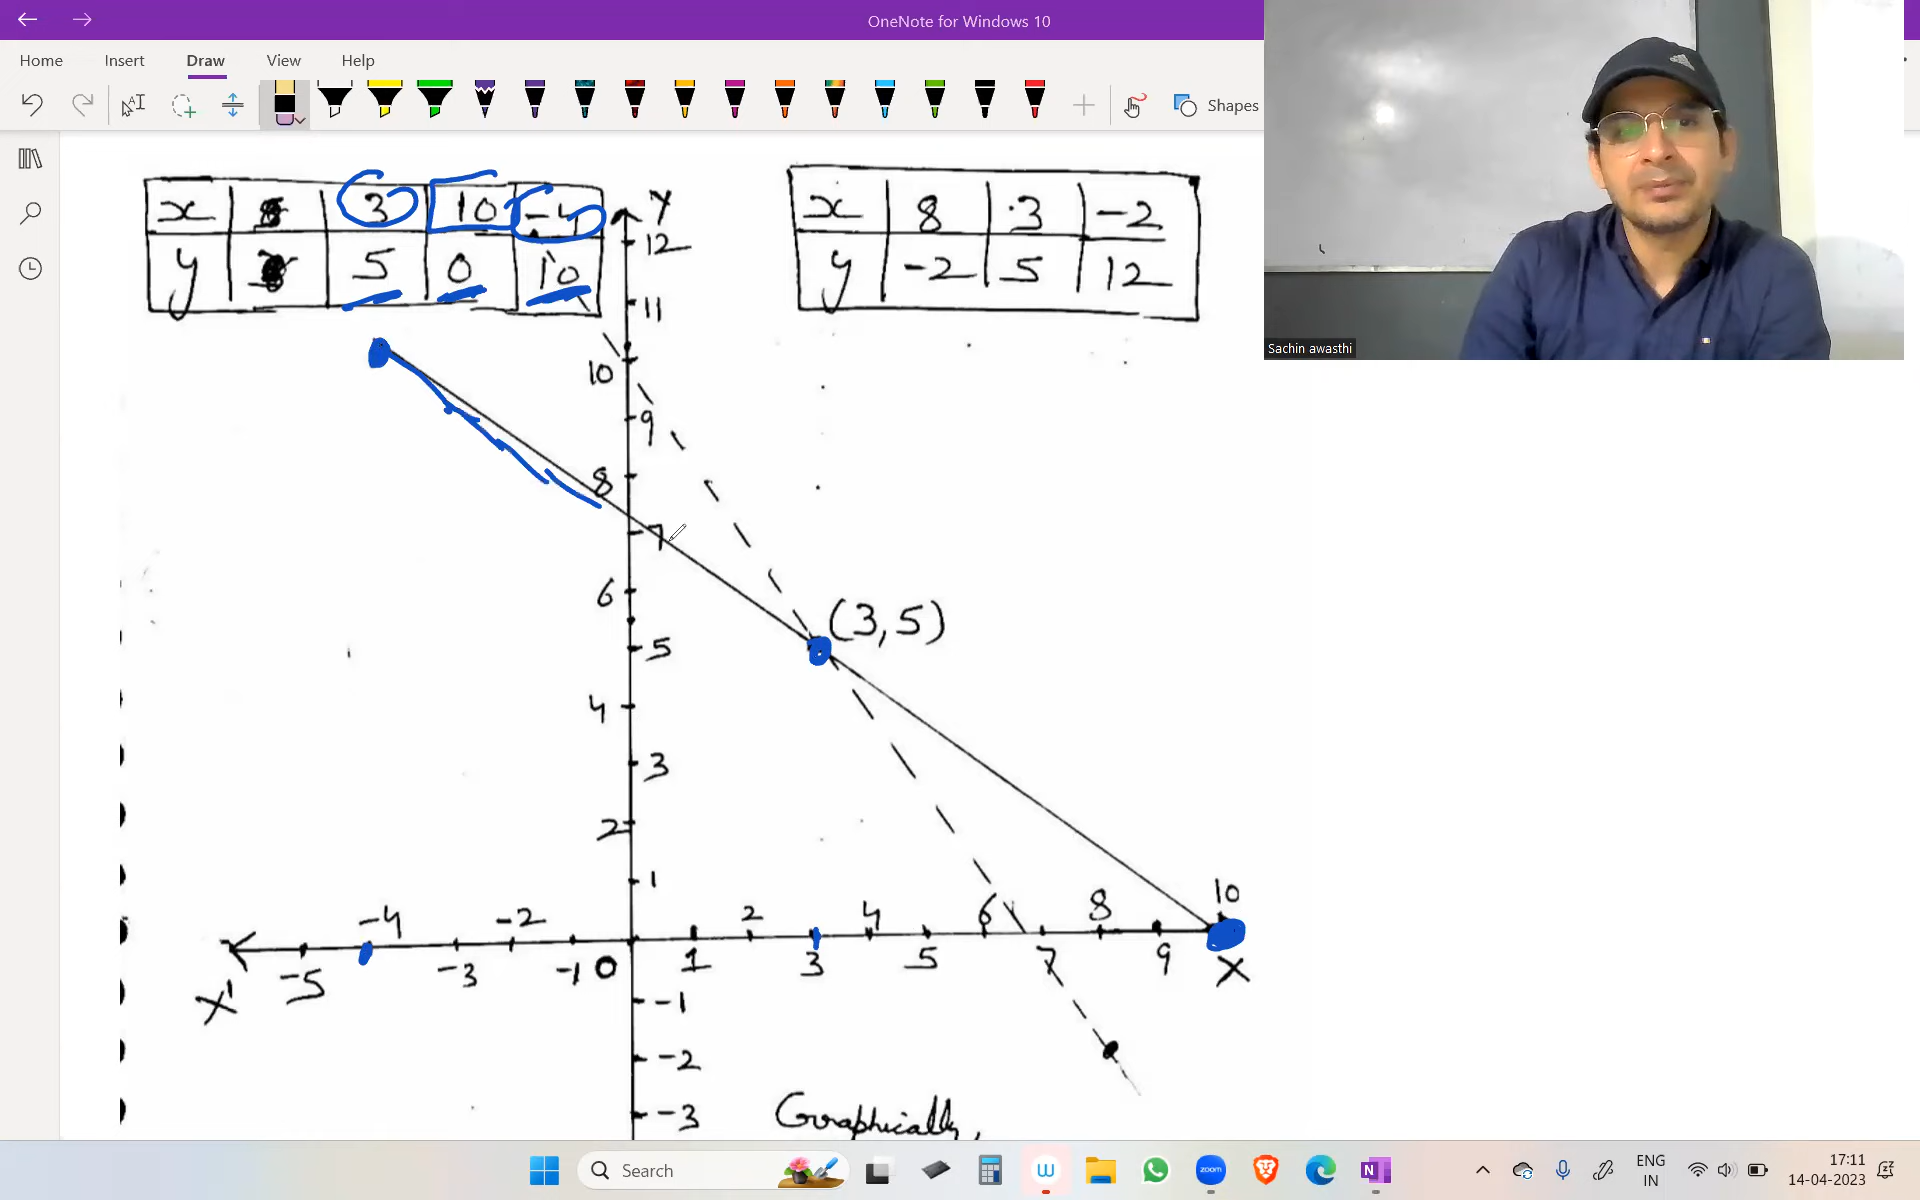 OneNote for Windows 10
Home Insert Draw View Help
Shapes
x 3 10 -4
y 5 0 10
x 8 3 -2
y -2 5 12
Sachin awasthi
Y
12
11
10
9
8
7
6
(3,5)
5
4
3
2
1
-5 -4 -3 -2 -1 0 1 2 3 4 5 6 7 8 9 10
X' X
-1
-2
-3
Graphically,
Search
ENG
IN
17:11
14-04-2023